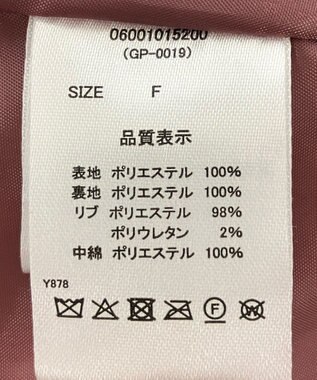 06001015200
(GP-0019)
SIZE F
品質表示
表地 ポリエステル 100%
裏地 ポリエステル 100%
リブ ポリエステル 98%
ポリウレタン 2%
中綿 ポリエステル 100%
Y878
F W